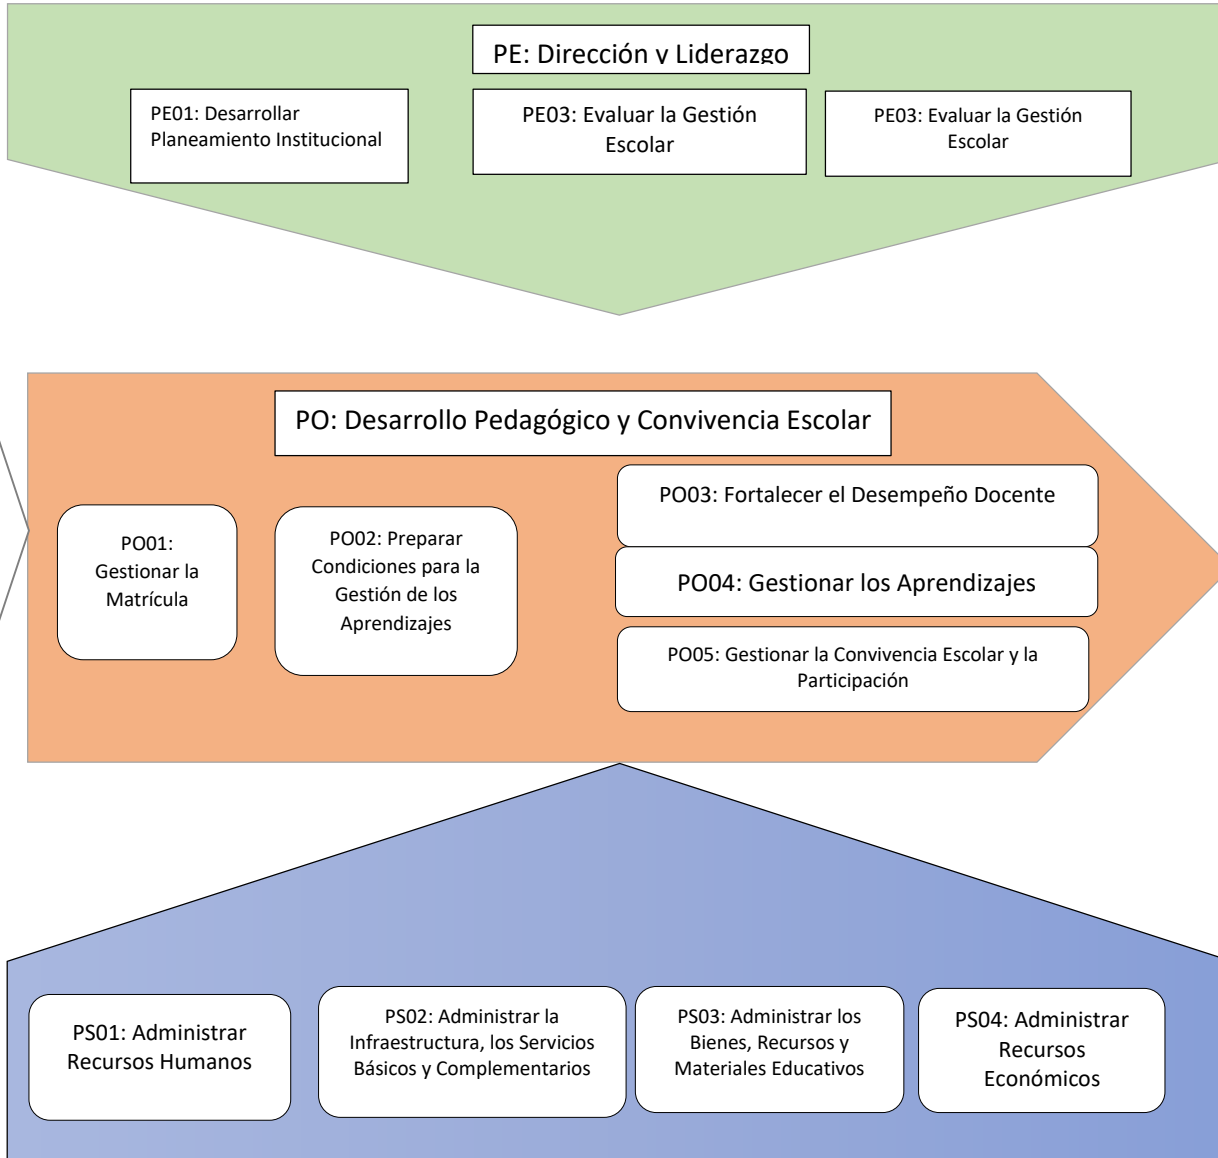 PE: Dirección y Liderazgo
PE01: Desarrollar
Planeamiento Institucional
PE03: Evaluar la Gestión
Escolar
PE03: Evaluar la Gestión
Escolar
PO: Desarrollo Pedagógico y Convivencia Escolar
PO01:
Gestionar la
Matrícula
PO02: Preparar
Condiciones para la
Gestión de los
Aprendizajes
PO03: Fortalecer el Desempeño Docente
PO04: Gestionar los Aprendizajes
PO05: Gestionar la Convivencia Escolar y la
Participación
PS01: Administrar
Recursos Humanos
PS02: Administrar la
Infraestructura, los Servicios
Básicos y Complementarios
PS03: Administrar los
Bienes, Recursos y
Materiales Educativos
PS04: Administrar
Recursos
Económicos